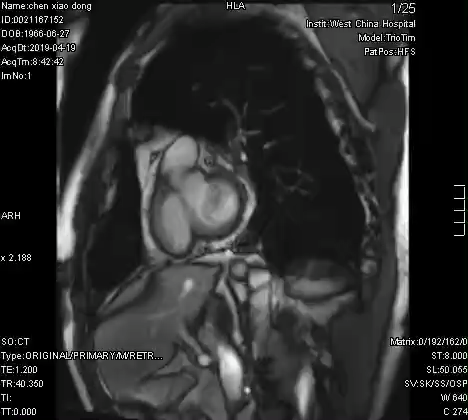 Name:chen xiao dong
ID:0021167152
DOB:1966-06-27
AcqDt:2019-04-19
AcqTm:8:42:42
ImNo:1
HLA
1/25
Instit:West China Hospital
Model:TrioTim
PatPos:HFS
ARH
x 2.188
SO:CT
Type:ORIGINAL/PRIMARY/M/RETR...
TE:1.200
TR:40.350
TI:
TT:0.000
Matrix:0/192/162/0
ST:8.000
SL:50.055
SV:SK/SS/OSP
W 640
C 274